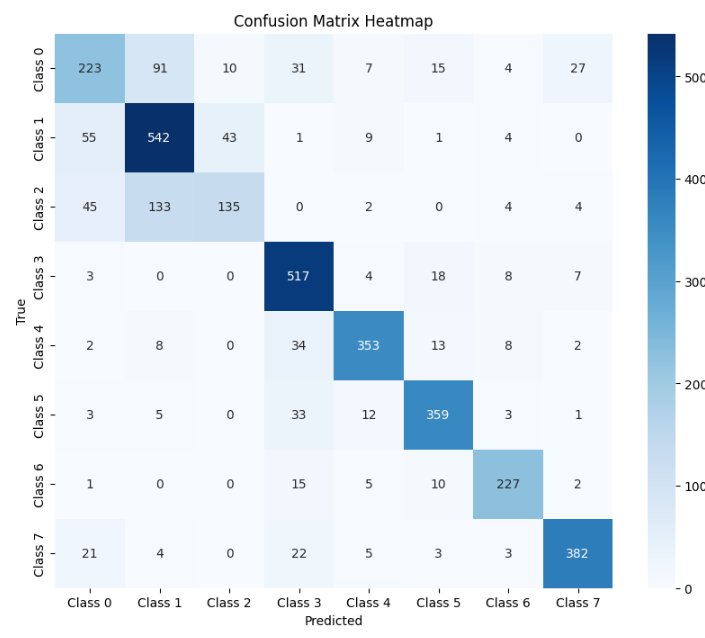 Confusion Matrix Heatmap
Class 0 223 91 10 31 7 15 4 27
Class 1 55 542 43 1 9 1 4 0
Class 2 45 133 135 0 2 0 4 4
Class 3 3 0 0 517 4 18 8 7
Class 4 2 8 0 34 353 13 8 2
Class 5 3 5 0 33 12 359 3 1
Class 6 1 0 0 15 5 10 227 2
Class 7 21 4 0 22 5 3 3 382
Class 0 Class 1 Class 2 Class 3 Class 4 Class 5 Class 6 Class 7
Predicted
True
500
400
300
200
100
0